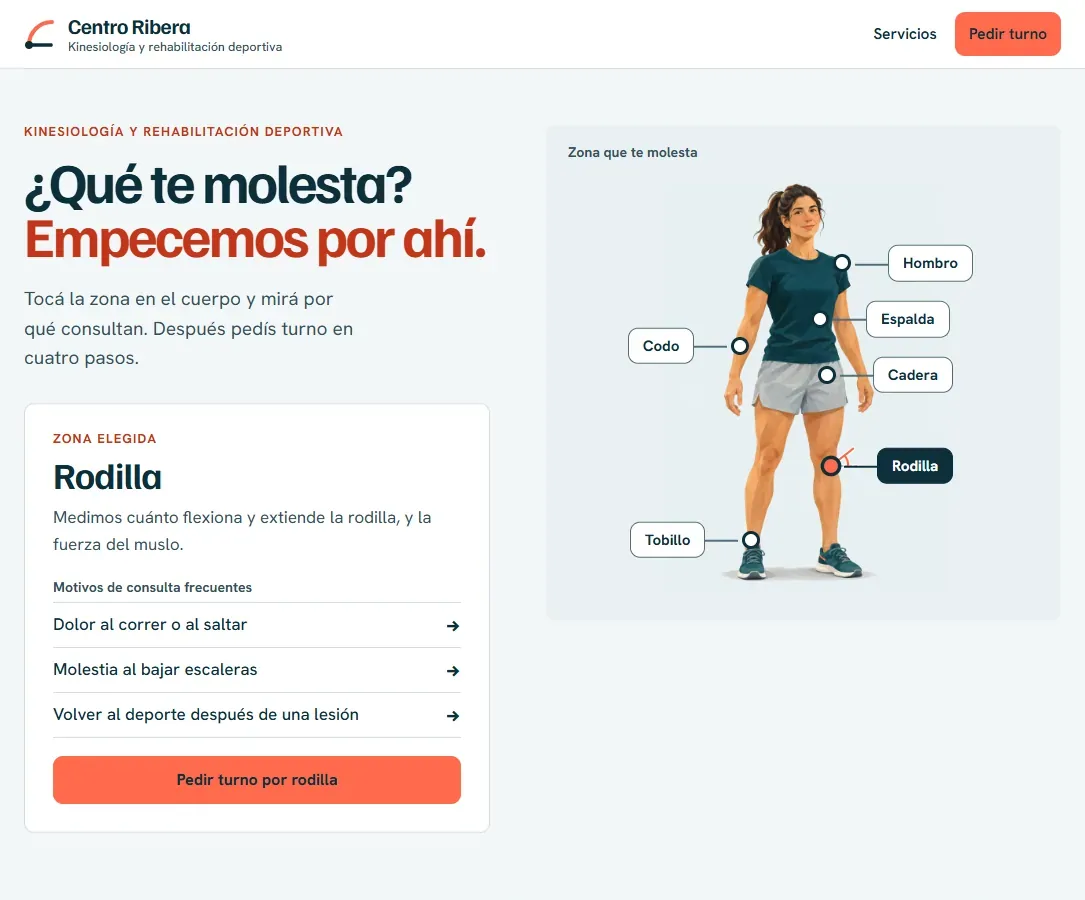 Centro Ribera
Kinesiología y rehabilitación deportiva
Servicios
Pedir turno
KINESIOLOGÍA Y REHABILITACIÓN DEPORTIVA
¿Qué te molesta?
Empecemos por ahí.
Tocá la zona en el cuerpo y mirá por
qué consultan. Después pedís turno en
cuatro pasos.
ZONA ELEGIDA
Rodilla
Medimos cuánto flexiona y extiende la rodilla, y la
fuerza del muslo.
Motivos de consulta frecuentes
Dolor al correr o al saltar
Molestia al bajar escaleras
Volver al deporte después de una lesión
Pedir turno por rodilla
Zona que te molesta
Hombro
Espalda
Codo
Cadera
Rodilla
Tobillo